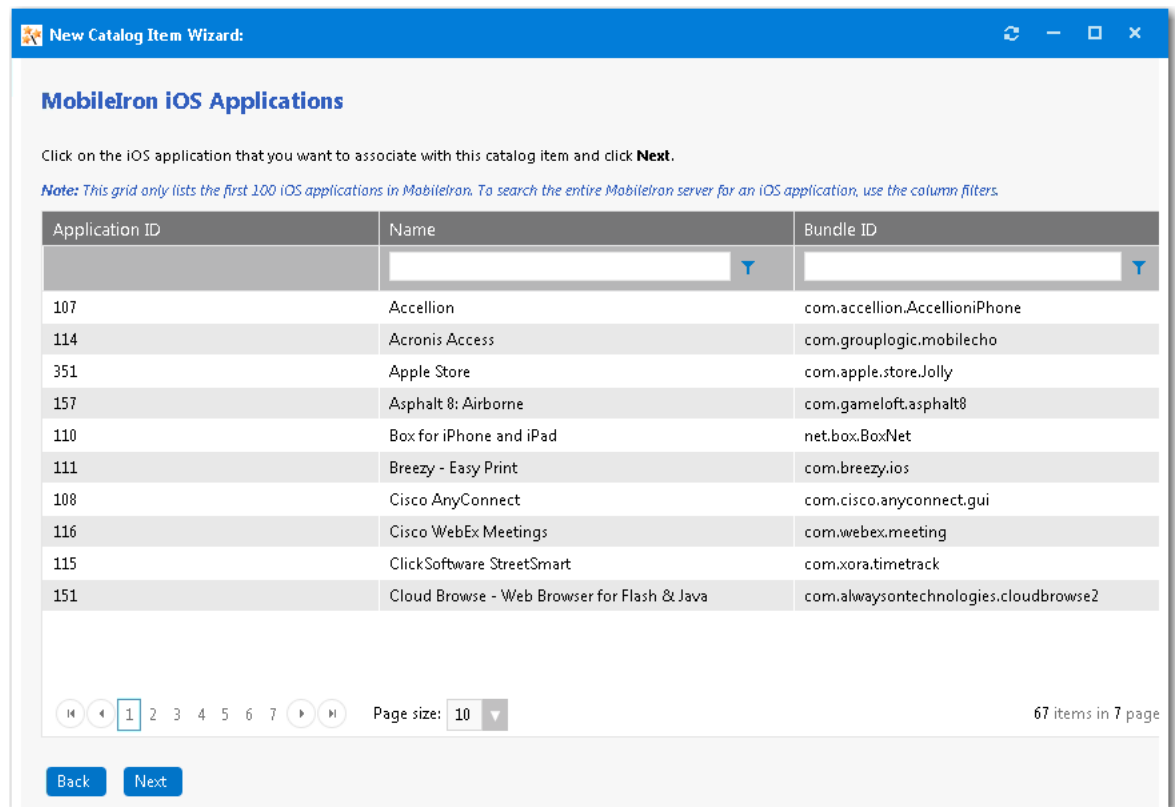 New Catalog Item Wizard:
MobileIron iOS Applications
Click on the iOS application that you want to associate with this catalog item and click Next.
Note: This grid only lists the first 100 iOS applications in MobileIron. To search the entire MobileIron server for an iOS application, use the column filters.
Application ID Name Bundle ID
107 Accellion com.accellion.AccellioniPhone
114 Acronis Access com.grouplogic.mobilecho
351 Apple Store com.apple.store.Jolly
157 Asphalt 8: Airborne com.gameloft.asphalt8
110 Box for iPhone and iPad net.box.BoxNet
111 Breezy - Easy Print com.breezy.ios
108 Cisco AnyConnect com.cisco.anyconnect.gui
116 Cisco WebEx Meetings com.webex.meeting
115 ClickSoftware StreetSmart com.xora.timetrack
151 Cloud Browse - Web Browser for Flash & Java com.alwaysontechnologies.cloudbrowse2
1 2 3 4 5 6 7 Page size: 10 67 items in 7 page
Back Next